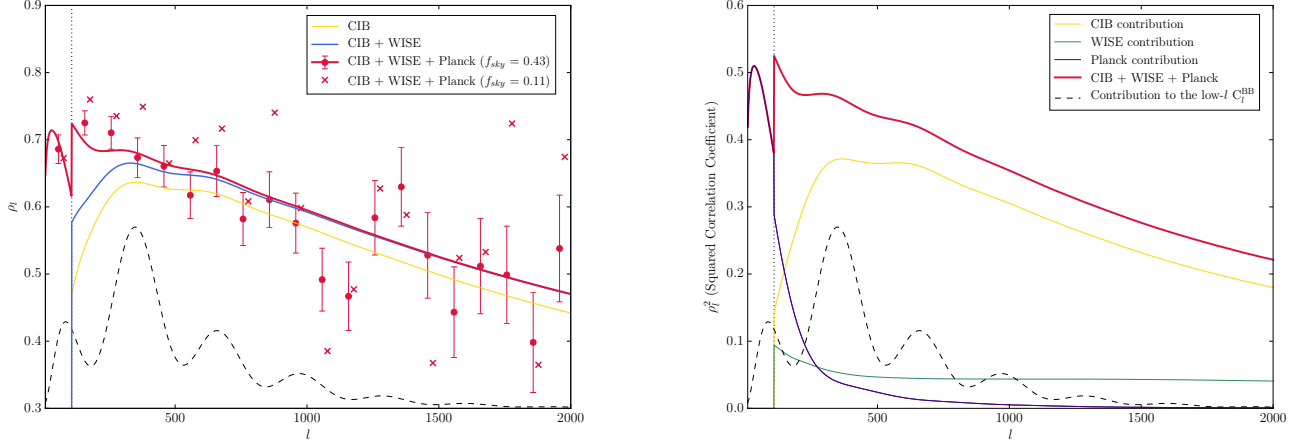 0.9
0.8
0.7
0.6
0.5
0.4
0.3
ρ_l
500
1000
1500
2000
l
CIB
CIB + WISE
CIB + WISE + Planck (f_sky = 0.43)
CIB + WISE + Planck (f_sky = 0.11)
0.6
0.5
0.4
0.3
0.2
0.1
0.0
ρ_l^2 (Squared Correlation Coefficient)
500
1000
1500
2000
l
CIB contribution
WISE contribution
Planck contribution
CIB + WISE + Planck
Contribution to the low-l C_l^BB